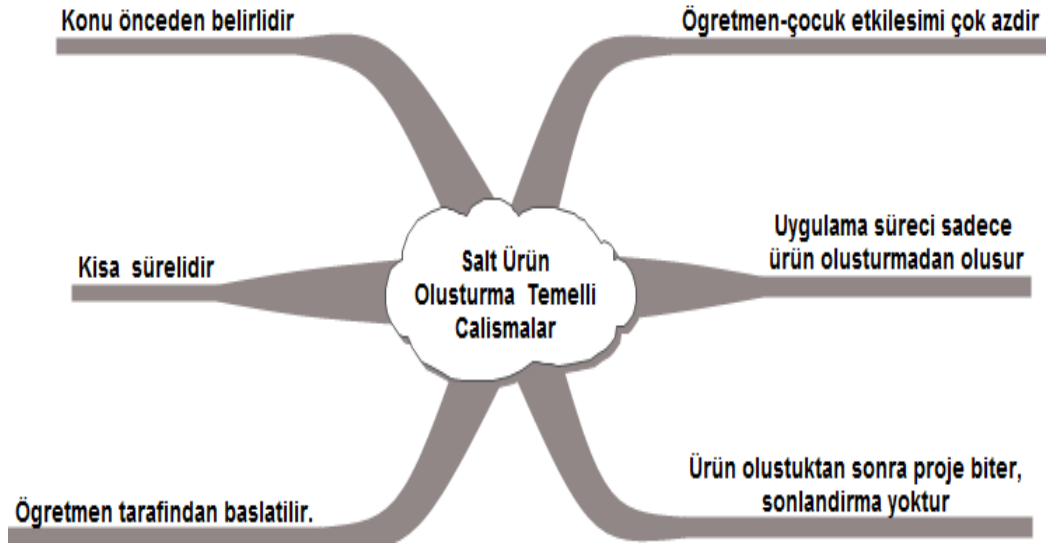 Konu önceden belirlidir
Ögretmen-çocuk etkilesimi çok azdir
Kisa sürelidir
Salt Ürün
Olusturma Temelli
Calismalar
Uygulama süreci sadece
ürün olusturmadan olusur
Ögretmen tarafindan baslatilir.
Ürün olustuktan sonra proje biter,
sonlandirma yoktur